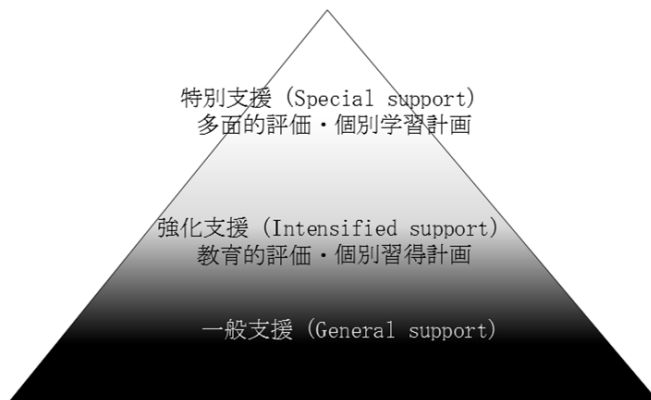 特別支援 (Special support)
多面的評価・個別学習計画
強化支援 (Intensified support)
教育的評価・個別習得計画
一般支援 (General support)